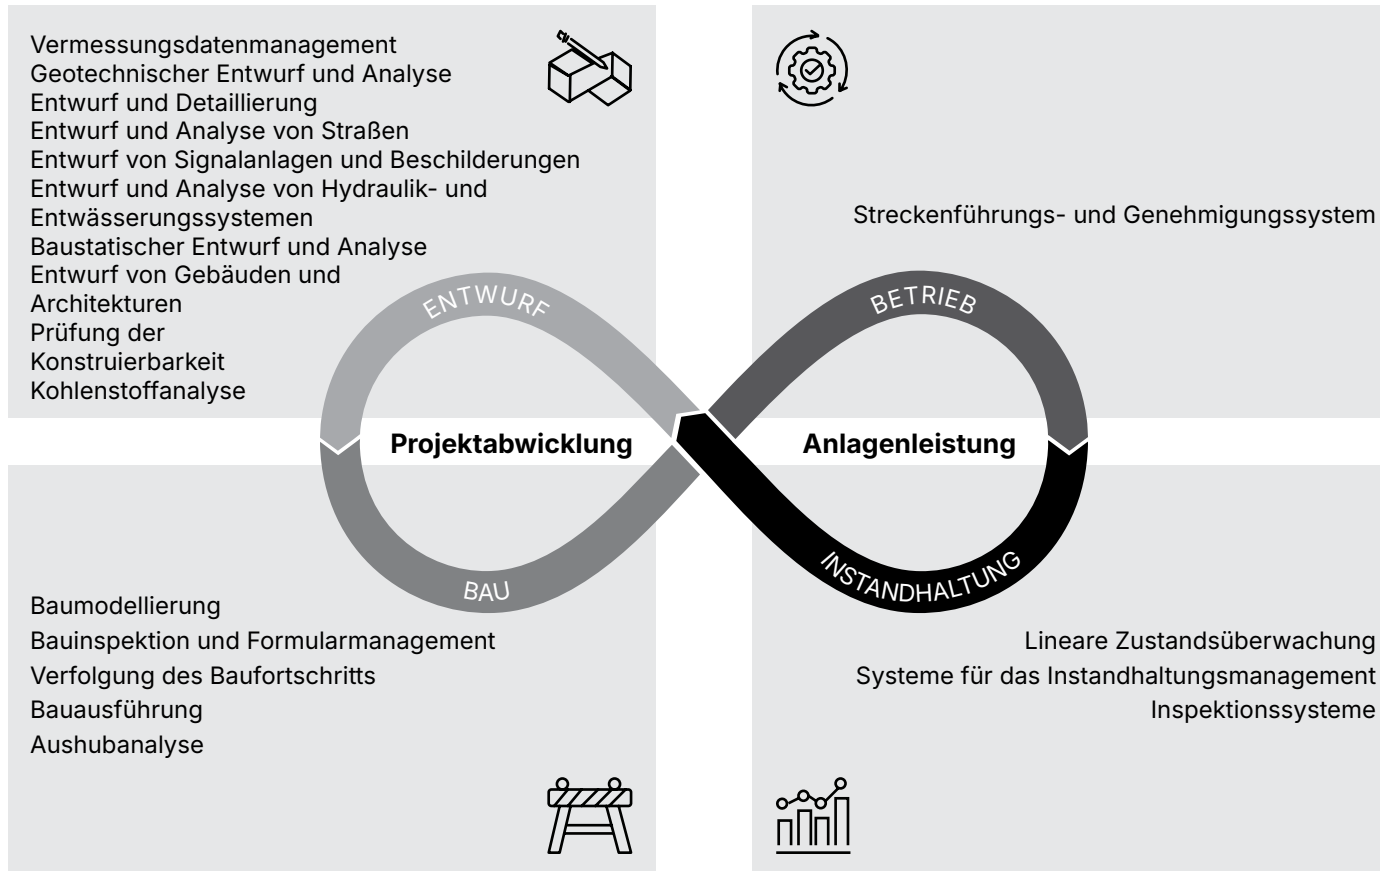 Vermessungsdatenmanagement
Geotechnischer Entwurf und Analyse
Entwurf und Detaillierung
Entwurf und Analyse von Straßen
Entwurf von Signalanlagen und Beschilderungen
Entwurf und Analyse von Hydraulik- und
Entwässerungssystemen
Baustatischer Entwurf und Analyse
Entwurf von Gebäuden und
Architekturen
Prüfung der
Konstruierbarkeit
Kohlenstoffanalyse
Streckenführungs- und Genehmigungssystem
ENTWURF
BETRIEB
Projektabwicklung
Anlagenleistung
BAU
INSTANDHALTUNG
Baumodellierung
Bauinspektion und Formularmanagement
Verfolgung des Baufortschritts
Bauausführung
Aushubanalyse
Lineare Zustandsüberwachung
Systeme für das Instandhaltungsmanagement
Inspektionssysteme